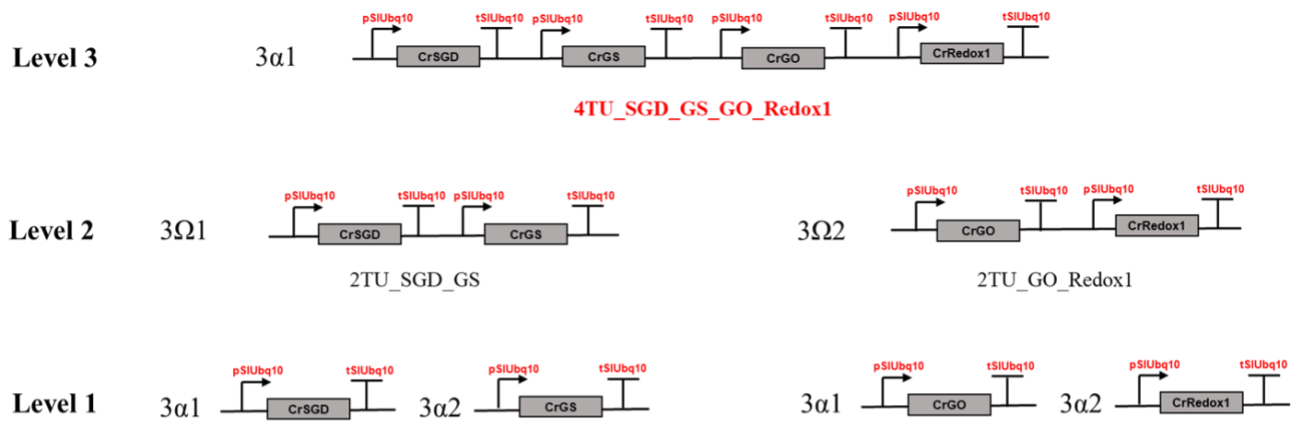 pSlUbq10 tSlUbq10 pSlUbq10 tSlUbq10 pSlUbq10 tSlUbq10 pSlUbq10 tSlUbq10
Level 3 3α1 CrSGD CrGS CrGO CrRedox1
4TU_SGD_GS_GO_Redox1
pSlUbq10 tSlUbq10 pSlUbq10 tSlUbq10 pSlUbq10 tSlUbq10 pSlUbq10 tSlUbq10
Level 2 3Ω1 CrSGD CrGS 3Ω2 CrGO CrRedox1
2TU_SGD_GS 2TU_GO_Redox1
pSlUbq10 tSlUbq10 pSlUbq10 tSlUbq10 pSlUbq10 tSlUbq10 pSlUbq10 tSlUbq10
Level 1 3α1 CrSGD 3α2 CrGS 3α1 CrGO 3α2 CrRedox1